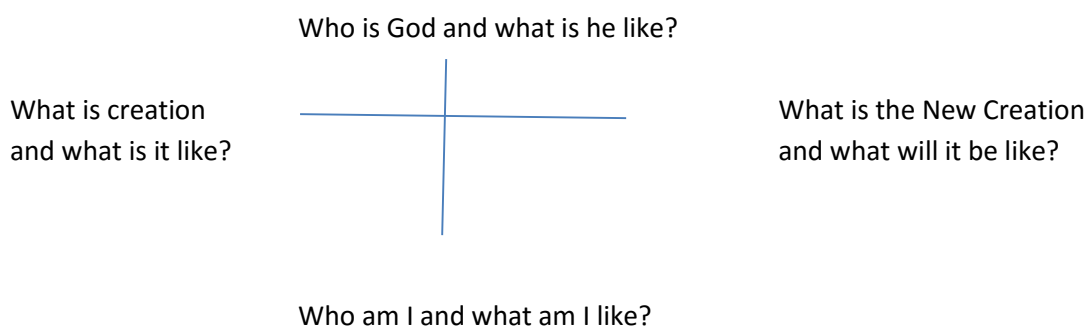 Who is God and what is he like?
What is creation
and what is it like?
What is the New Creation
and what will it be like?
Who am I and what am I like?